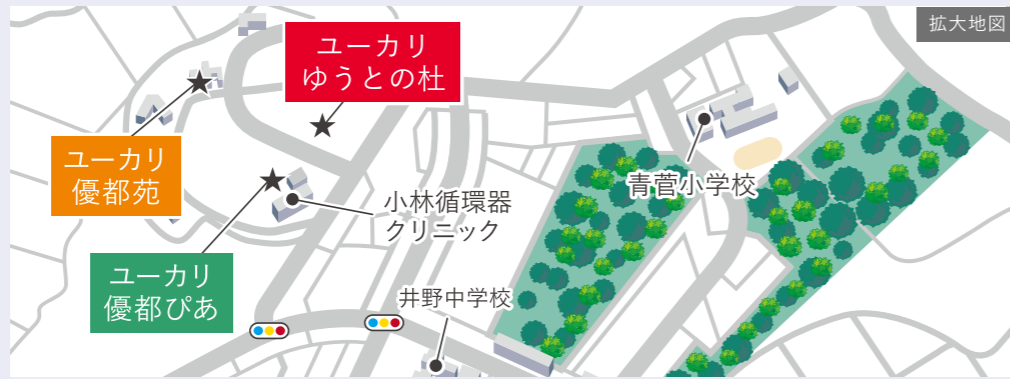 拡大地図
ユーカリ
ゆうとの杜
ユーカリ
優都苑
青菅小学校
小林循環器
クリニック
ユーカリ
優都ぴあ
井野中学校